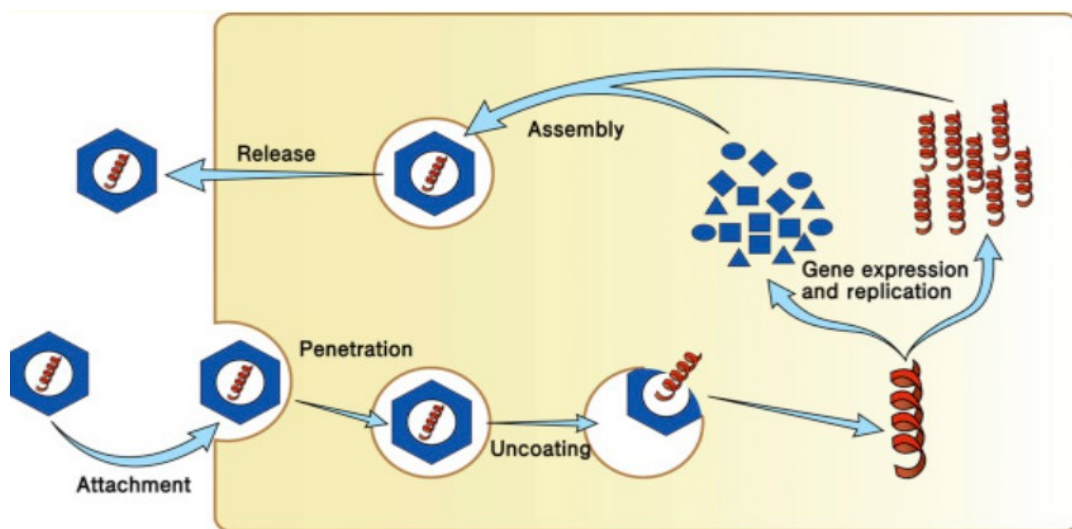 Assembly
Release
Gene expression
and replication
Penetration
Uncoating
Attachment